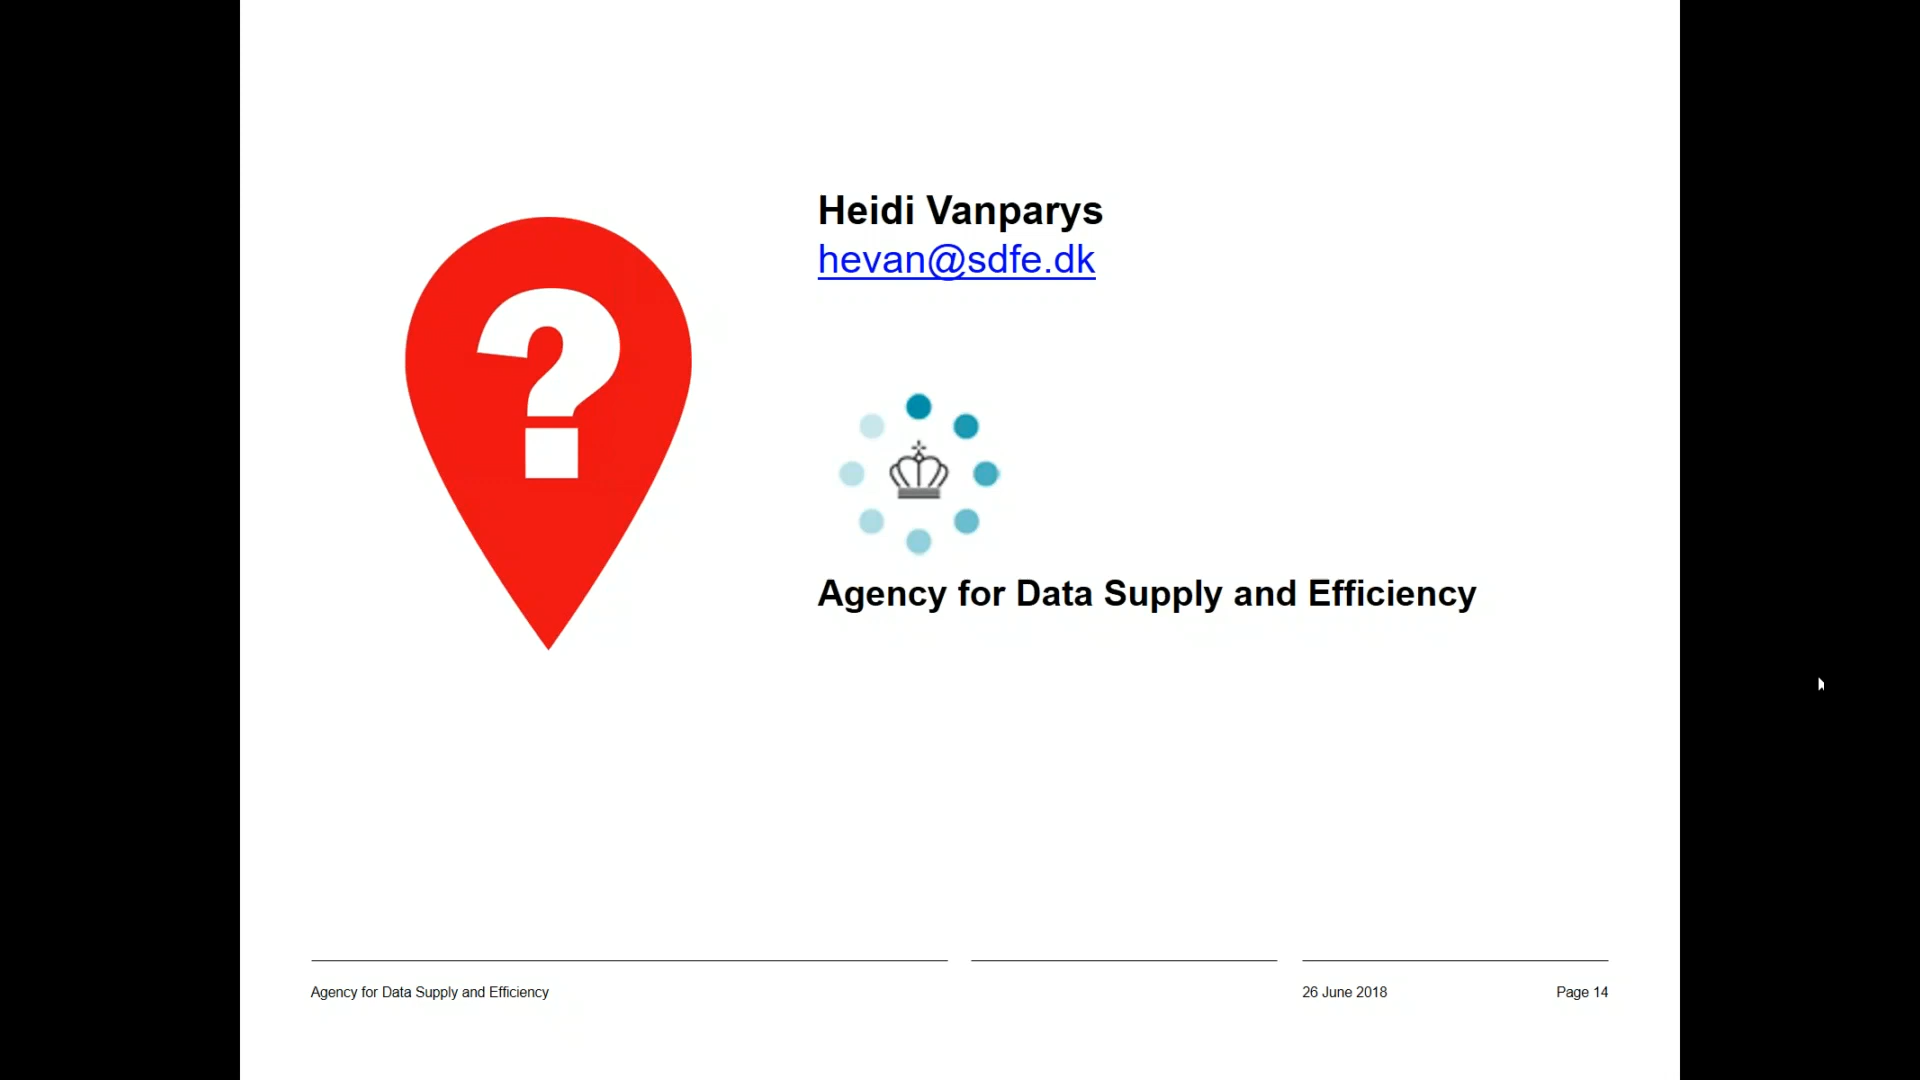 ?
Heidi Vanparys
hevan@sdfe.dk
Agency for Data Supply and Efficiency
Agency for Data Supply and Efficiency
26 June 2018
Page 14